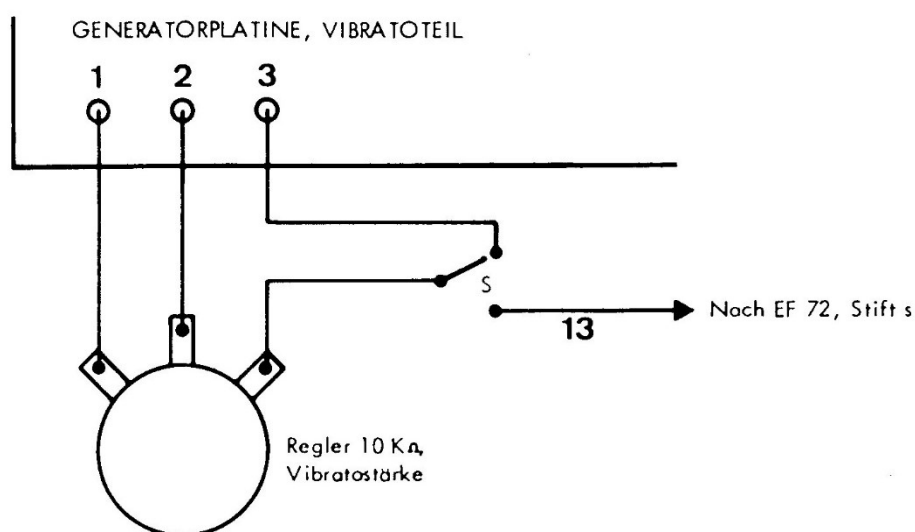 GENERATORPLATINE, VIBRATOTEIL
1 2 3
S
13 Nach EF 72, Stift s
Regler 10 KΩ,
Vibratostärke